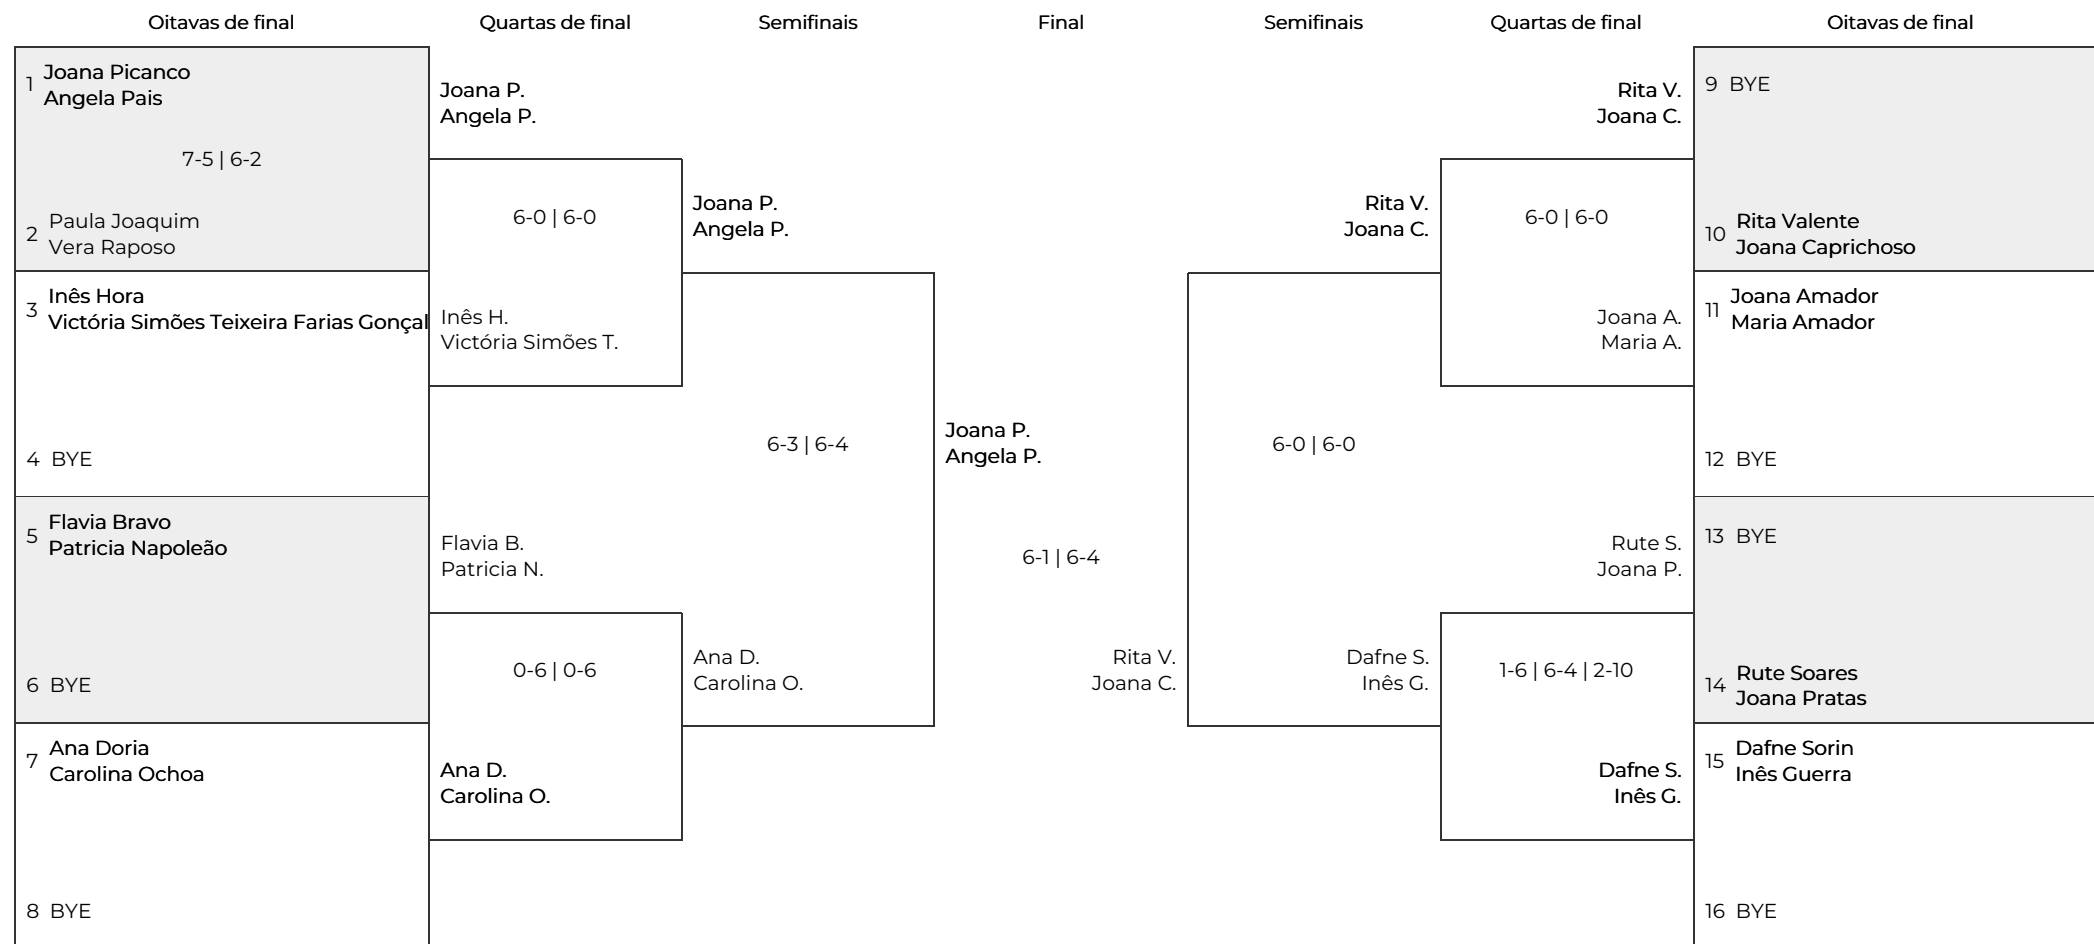 Oitavas de final
Quartas de final
Semifinais
Final
Semifinais
Quartas de final
Oitavas de final
1
Joana Picanco
Angela Pais
7-5 | 6-2
2
Paula Joaquim
Vera Raposo
3
Inês Hora
Victória Simões Teixeira Farias Gonçal
4 BYE
5
Flavia Bravo
Patricia Napoleão
6 BYE
7
Ana Doria
Carolina Ochoa
8 BYE
Joana P.
Angela P.
6-0 | 6-0
Inês H.
Victória Simões T.
Flavia B.
Patricia N.
0-6 | 0-6
Ana D.
Carolina O.
Joana P.
Angela P.
6-3 | 6-4
Ana D.
Carolina O.
Joana P.
Angela P.
6-1 | 6-4
Rita V.
Joana C.
Rita V.
Joana C.
6-0 | 6-0
Dafne S.
Inês G.
Rita V.
Joana C.
6-0 | 6-0
Joana A.
Maria A.
Rute S.
Joana P.
1-6 | 6-4 | 2-10
Dafne S.
Inês G.
9 BYE
10
Rita Valente
Joana Caprichoso
11
Joana Amador
Maria Amador
12 BYE
13 BYE
14
Rute Soares
Joana Pratas
15
Dafne Sorin
Inês Guerra
16 BYE